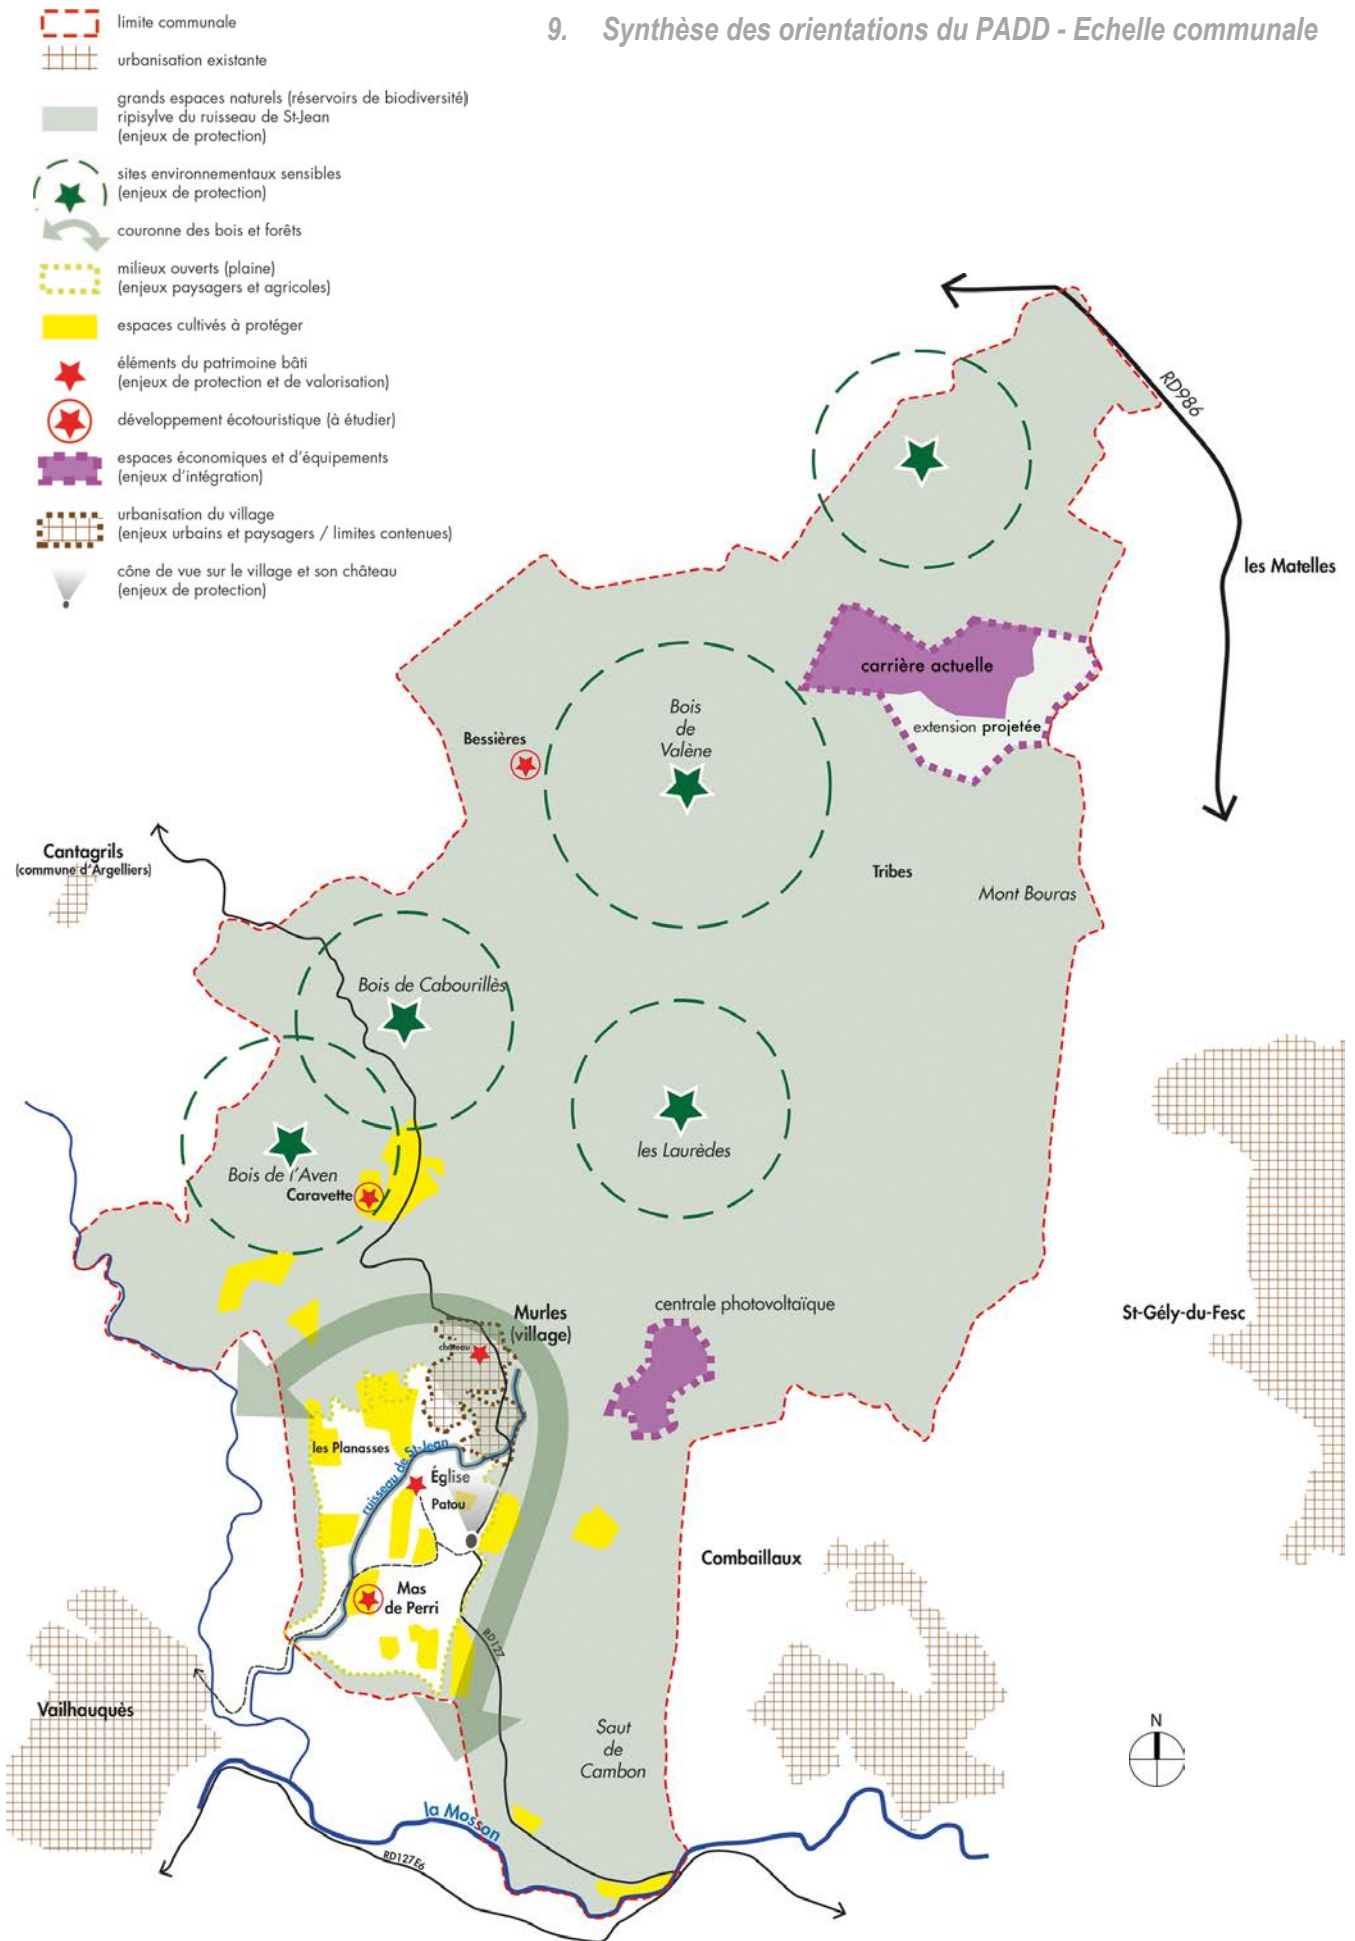 9. Synthèse des orientations du PADD - Echelle communale
limite communale
urbanisation existante
grands espaces naturels (réservoirs de biodiversité)
ripisylve du ruisseau de St-Jean
(enjeux de protection)
sites environnementaux sensibles
(enjeux de protection)
couronne des bois et forêts
milieux ouverts (plaine)
(enjeux paysagers et agricoles)
espaces cultivés à protéger
éléments du patrimoine bâti
(enjeux de protection et de valorisation)
développement écotouristique (à étudier)
espaces économiques et d'équipements
(enjeux d'intégration)
urbanisation du village
(enjeux urbains et paysagers / limites contenues)
cône de vue sur le village et son château
(enjeux de protection)
RD986
les Matelles
carrière actuelle
extension projetée
Bois
de
Valène
Bessières
Cantagrils
(commune d'Argelliers)
Tribes
Mont Bouras
Bois de Cabourillès
les Laurèdes
Bois de l'Aven
Caravette
centrale photovoltaïque
Murles
(village)
St-Gély-du-Fesc
château
les Planasses
ruisseau de St-Jean
Église
Patou
Combaillaux
Mas
de Perri
RD127
Vailhauquès
Saut
de
Cambon
N
la Mosson
RD127E6